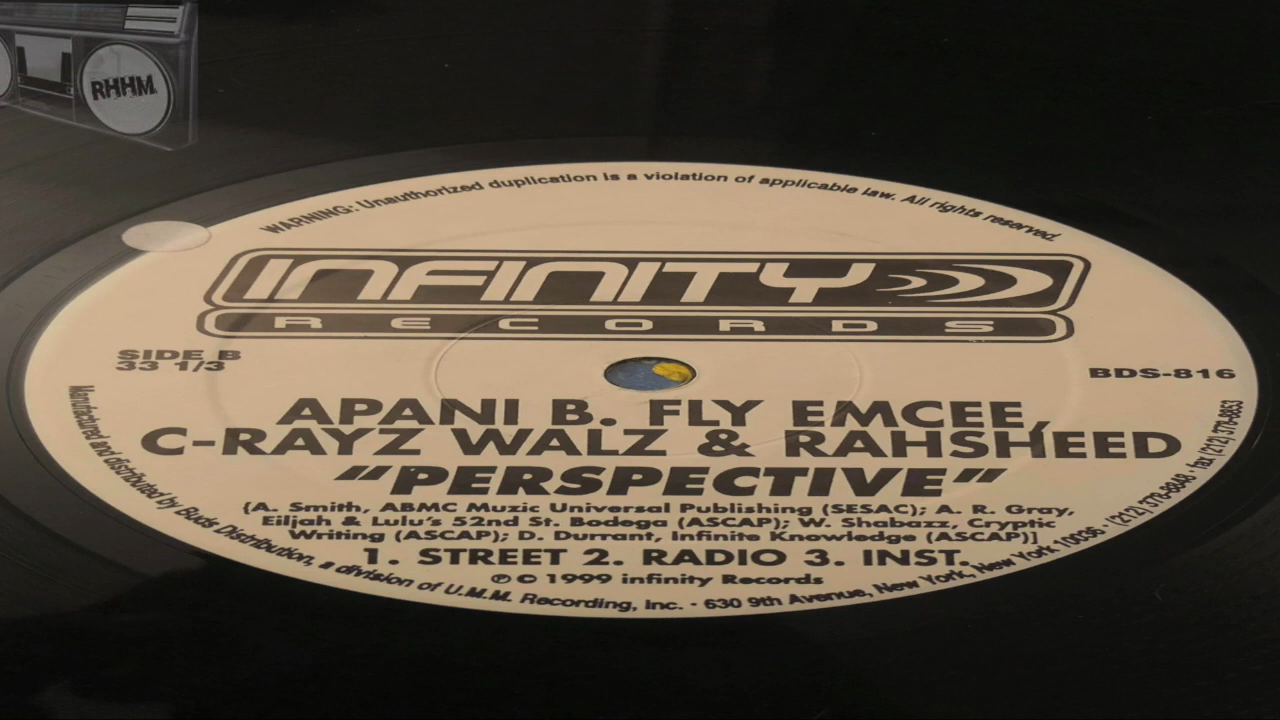 RHHM
WARNING: Unauthorized duplication is a violation of applicable law. All rights reserved.
INFINITY
RECORDS
SIDE B
33 1/3
BDS-816
APANI B. FLY EMCEE,
C-RAYZ WALZ & RAHSHEED
"PERSPECTIVE"
(A. Smith, ABMC Muzic Universal Publishing (SESAC); A. R. Gray,
Eiljah & Lulu's 52nd St. Bodega (ASCAP); W. Shabazz, Cryptic
Writing (ASCAP); D. Durrant, Infinite Knowledge (ASCAP)]
1. STREET 2. RADIO 3. INST.
℗ © 1999 infinity Records
Manufactured and distributed by Buds Distribution, a division of U.M.M. Recording, Inc. · 630 9th Avenue, New York, New York 10036 · (212) 378-8848 · fax (212) 378-8853